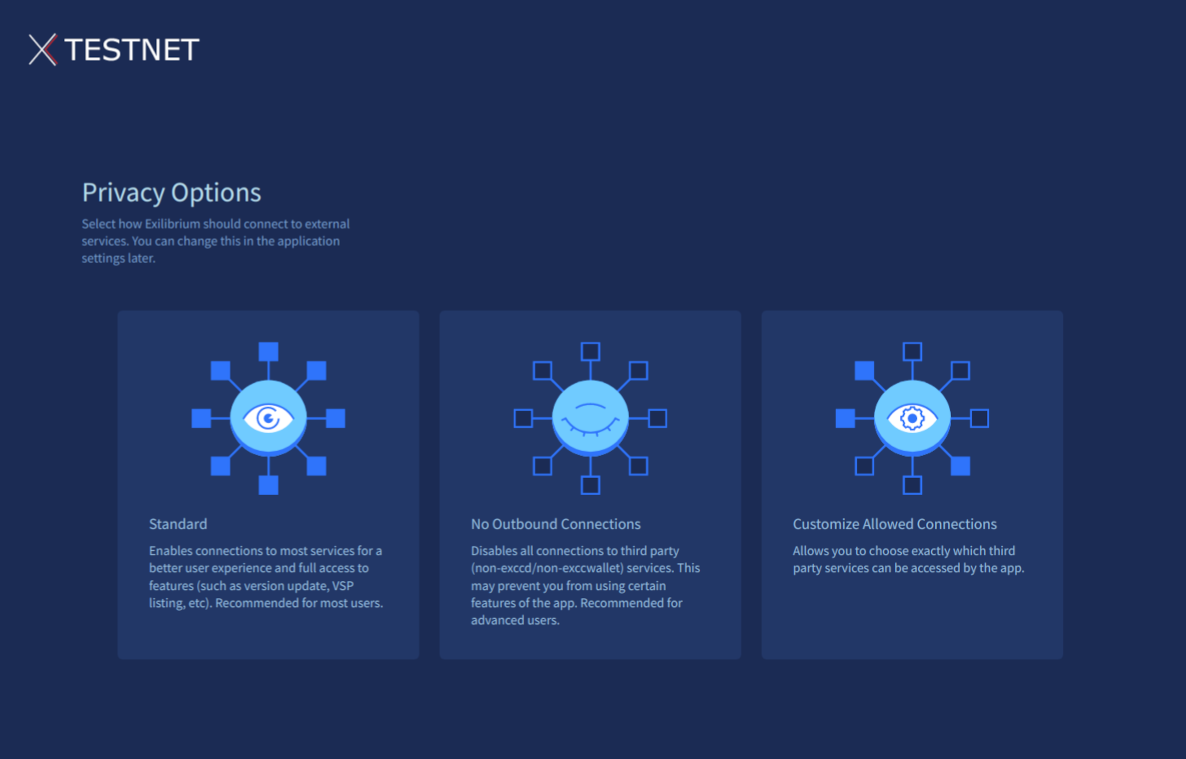 TESTNET
Privacy Options
Select how Exilibrium should connect to external
services. You can change this in the application
settings later.
Standard
Enables connections to most services for a
better user experience and full access to
features (such as version update, VSP
listing, etc). Recommended for most users.
No Outbound Connections
Disables all connections to third party
(non-exccd/non-exccwallet) services. This
may prevent you from using certain
features of the app. Recommended for
advanced users.
Customize Allowed Connections
Allows you to choose exactly which third
party services can be accessed by the app.